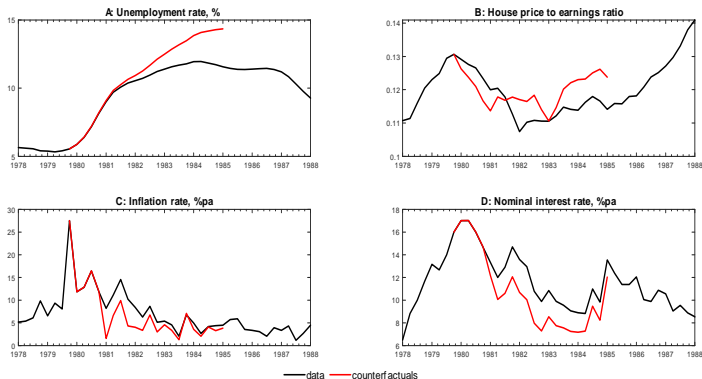 A: Unemployment rate, %
15
10
5
1978 1979 1980 1981 1982 1983 1984 1985 1986 1987 1988
B: House price to earnings ratio
0.14
0.13
0.12
0.11
0.1
1978 1979 1980 1981 1982 1983 1984 1985 1986 1987 1988
C: Inflation rate, %pa
30
25
20
15
10
5
0
1978 1979 1980 1981 1982 1983 1984 1985 1986 1987 1988
D: Nominal interest rate, %pa
18
16
14
12
10
8
6
1978 1979 1980 1981 1982 1983 1984 1985 1986 1987 1988
data counterfactuals